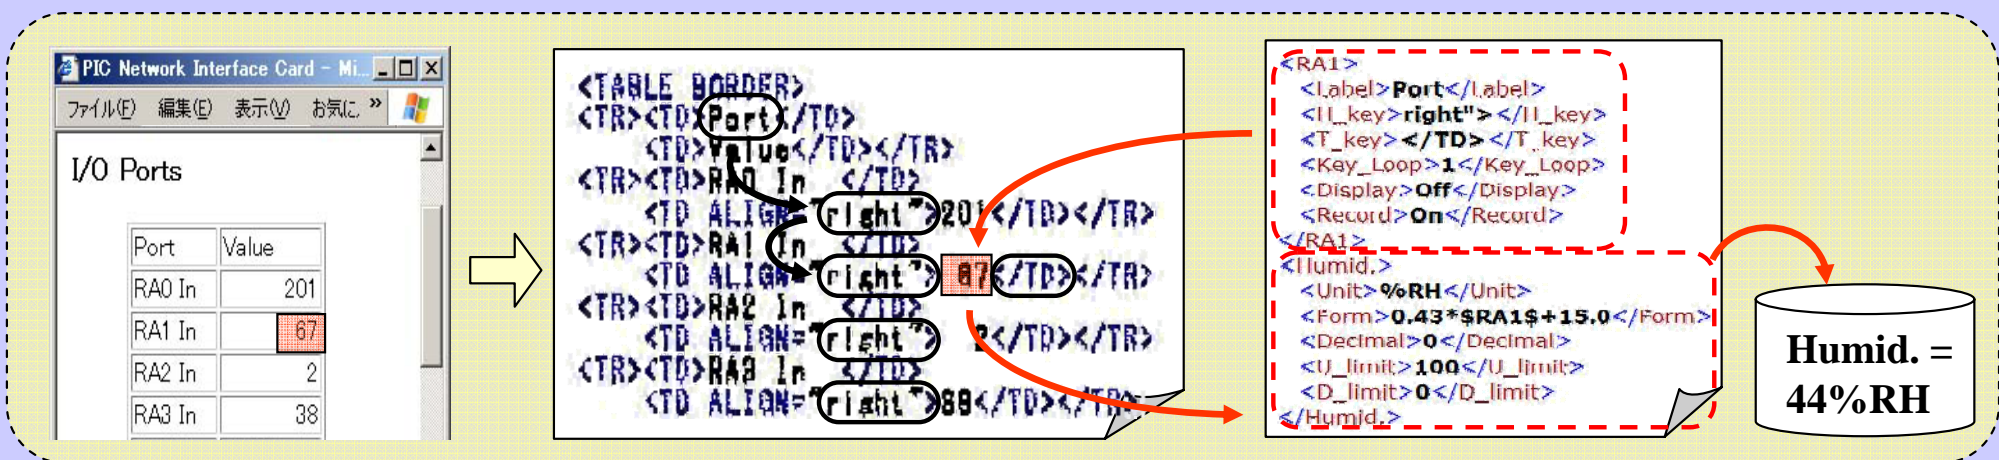 PIC Network Interface Card - Mi...
ファイル(F) 編集(E) 表示(V) お気に. »
I/O Ports
Port Value
RA0 In 201
RA1 In 67
RA2 In 2
RA3 In 38
<TABLE BORDER>
<TR><TD>Port</TD>
<TD>Value</TD></TR>
<TR><TD>RA0 In </TD>
<TD ALIGN="right">201</TD></TR>
<TR><TD>RA1 In </TD>
<TD ALIGN="right"> 67</TD></TR>
<TR><TD>RA2 In </TD>
<TD ALIGN="right"> 2</TD></TR>
<TR><TD>RA3 In </TD>
<TD ALIGN="right">89</TD></TR>
<RA1>
<Label>Port</Label>
<H_key>right"></H_key>
<T_key></TD></T_key>
<Key_Loop>1</Key_Loop>
<Display>Off</Display>
<Record>On</Record>
</RA1>
<Humid.>
<Unit>%RH</Unit>
<Form>0.43*$RA1$+15.0</Form>
<Decimal>0</Decimal>
<U_limit>100</U_limit>
<D_limit>0</D_limit>
</Humid.>
Humid. =
44%RH